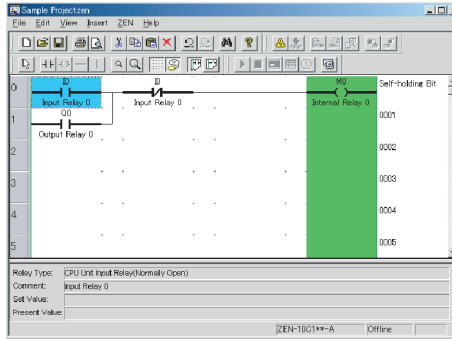 Sample Project.zen
File Edit View Insert ZEN Help
0 I0 I0 M0 Self-holding Bit
Input Relay 0 Input Relay 0 Internal Relay 0
1 Q0 0001
Output Relay 0
2 0002
3 0003
4 0004
5 0005
Relay Type: CPU Unit Input Relay(Normally Open)
Comment: Input Relay 0
Set Value:
Present Value:
ZEN-10C1**-A Offline